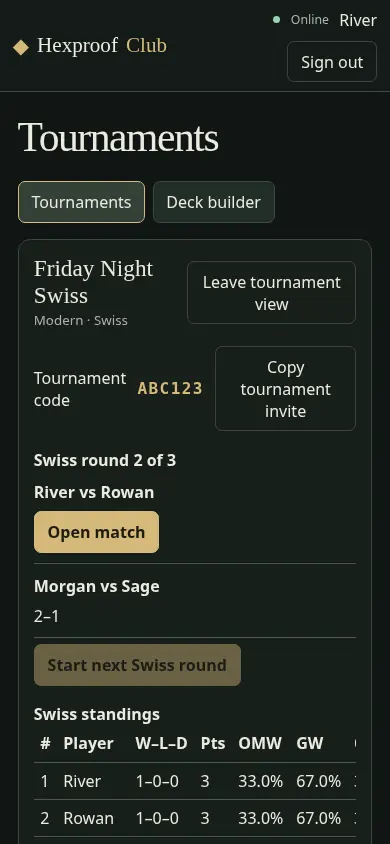 Online River
◆ Hexproof Club
Sign out
Tournaments
Tournaments Deck builder
Friday Night
Swiss
Modern · Swiss
Leave tournament
view
Tournament
code
ABC123
Copy
tournament
invite
Swiss round 2 of 3
River vs Rowan
Open match
Morgan vs Sage
2–1
Start next Swiss round
Swiss standings
# Player W–L–D Pts OMW GW
1 River 1–0–0 3 33.0% 67.0%
2 Rowan 1–0–0 3 33.0% 67.0%